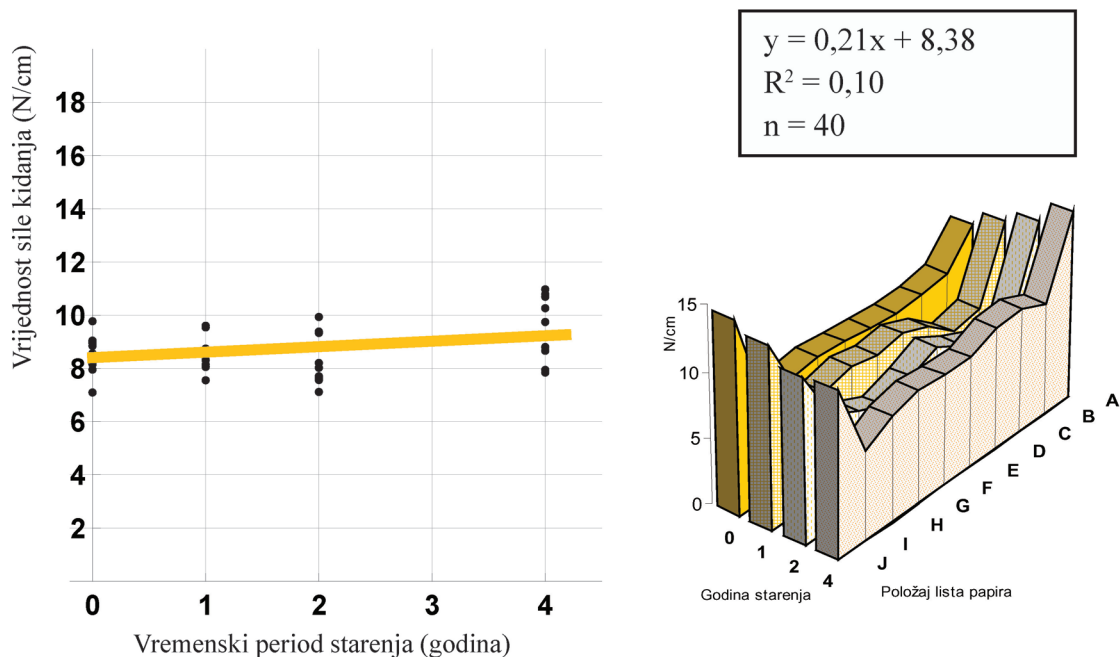 Vrijednost sile kidanja (N/cm)
18
16
14
12
10
8
6
4
2
0 1 2 3 4
Vremenski period starenja (godina)
y = 0,21x + 8,38
R² = 0,10
n = 40
N/cm
15
10
5
0
0 1 2 4
J I H G F E D C B A
Godina starenja
Položaj lista papira